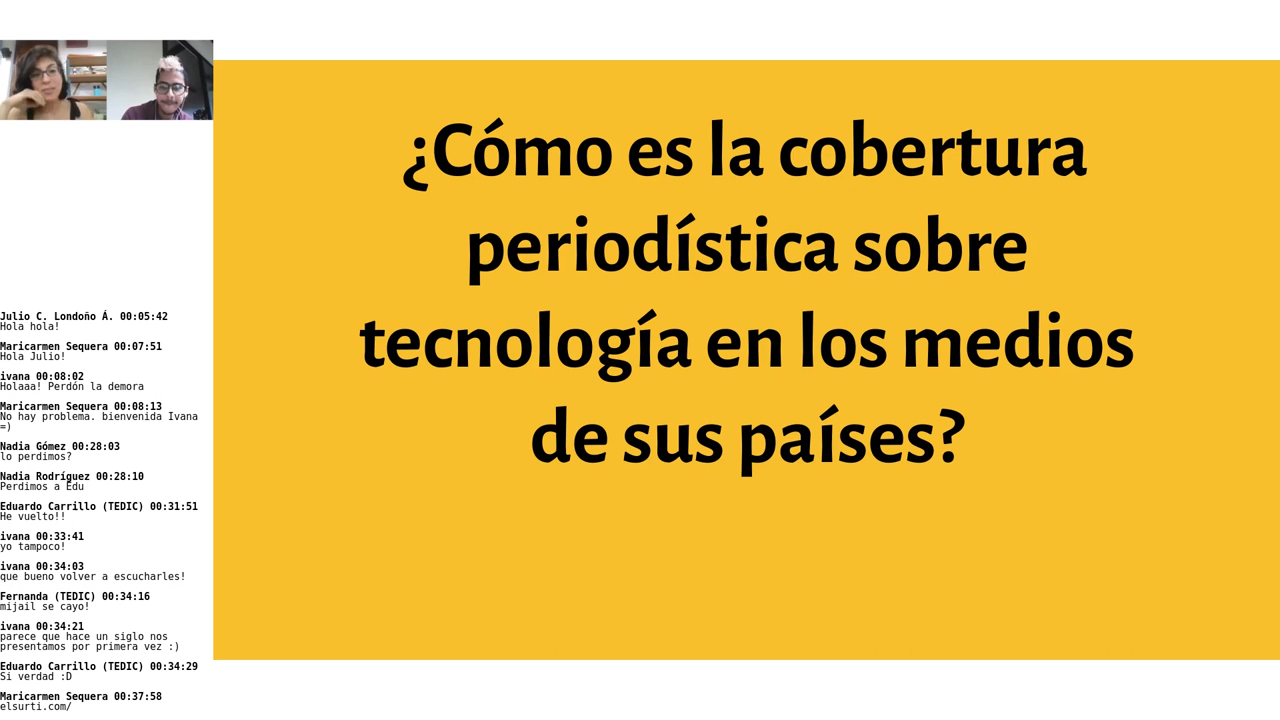 ¿Cómo es la cobertura
periodística sobre
tecnología en los medios
de sus países?
Julio C. Londoño Á. 00:05:42
Hola hola!
Maricarmen Sequera 00:07:51
Hola Julio!
ivana 00:08:02
Holaaa! Perdón la demora
Maricarmen Sequera 00:08:13
No hay problema. bienvenida Ivana
=)
Nadia Gómez 00:28:03
lo perdimos?
Nadia Rodríguez 00:28:10
Perdimos a Edu
Eduardo Carrillo (TEDIC) 00:31:51
He vuelto!!
ivana 00:33:41
yo tampoco!
ivana 00:34:03
que bueno volver a escucharles!
Fernanda (TEDIC) 00:34:16
mijail se cayo!
ivana 00:34:21
parece que hace un siglo nos
presentamos por primera vez :)
Eduardo Carrillo (TEDIC) 00:34:29
Si verdad :D
Maricarmen Sequera 00:37:58
elsurti.com/